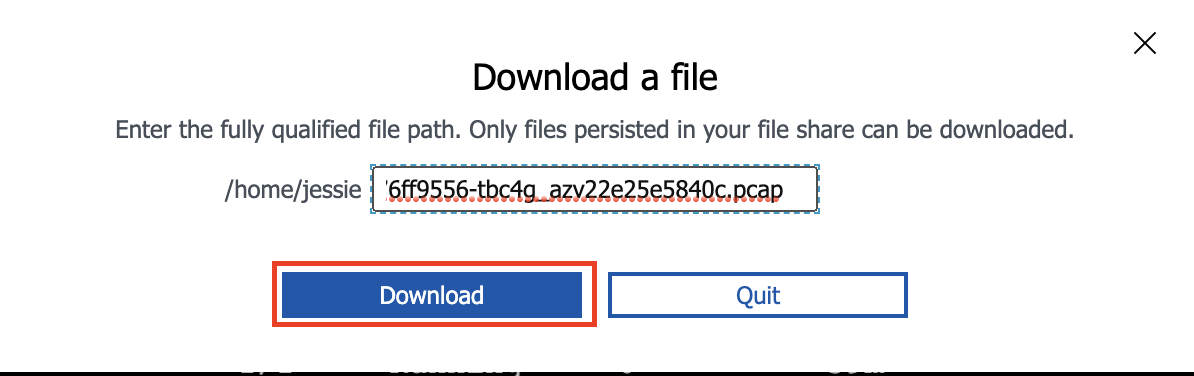 Download a file
Enter the fully qualified file path. Only files persisted in your file share can be downloaded.
/home/jessie 6ff9556-tbc4g_azv22e25e5840c.pcap
Download Quit